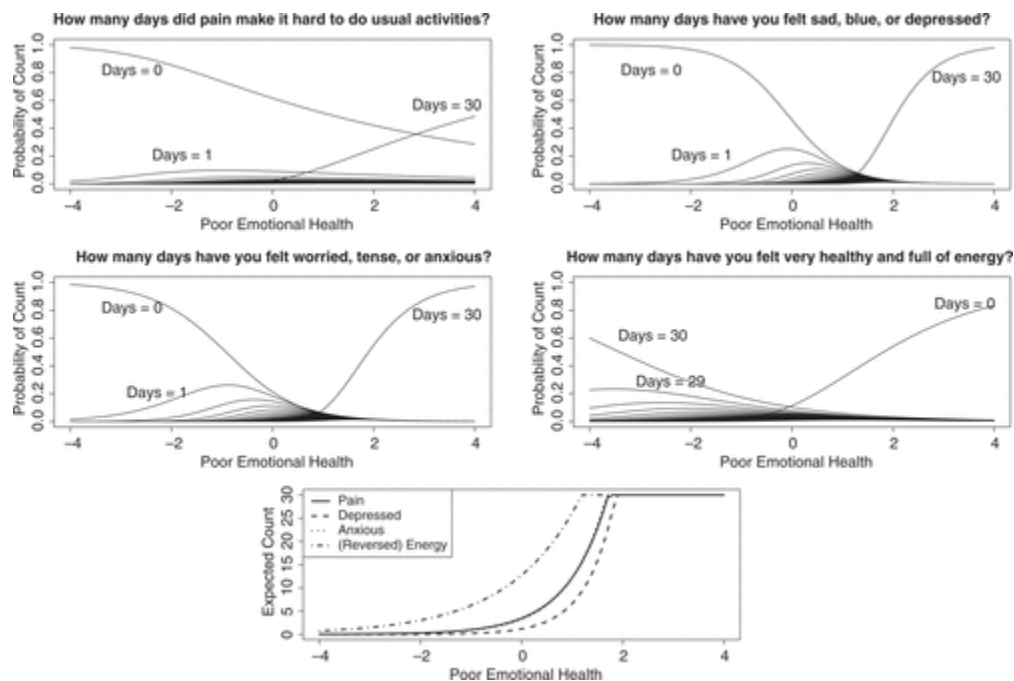 How many days did pain make it hard to do usual activities?
Probability of Count
0.0 0.2 0.4 0.6 0.8 1.0
Days = 0
Days = 30
Days = 1
−4 −2 0 2 4
Poor Emotional Health
How many days have you felt sad, blue, or depressed?
Probability of Count
0.0 0.2 0.4 0.6 0.8 1.0
Days = 0
Days = 30
Days = 1
−4 −2 0 2 4
Poor Emotional Health
How many days have you felt worried, tense, or anxious?
Probability of Count
0.0 0.2 0.4 0.6 0.8 1.0
Days = 0
Days = 30
Days = 1
−4 −2 0 2 4
Poor Emotional Health
How many days have you felt very healthy and full of energy?
Probability of Count
0.0 0.2 0.4 0.6 0.8 1.0
Days = 0
Days = 30
Days = 29
−4 −2 0 2 4
Poor Emotional Health
Expected Count
0 5 10 15 20 25 30
Pain
Depressed
Anxious
(Reversed) Energy
−4 −2 0 2 4
Poor Emotional Health